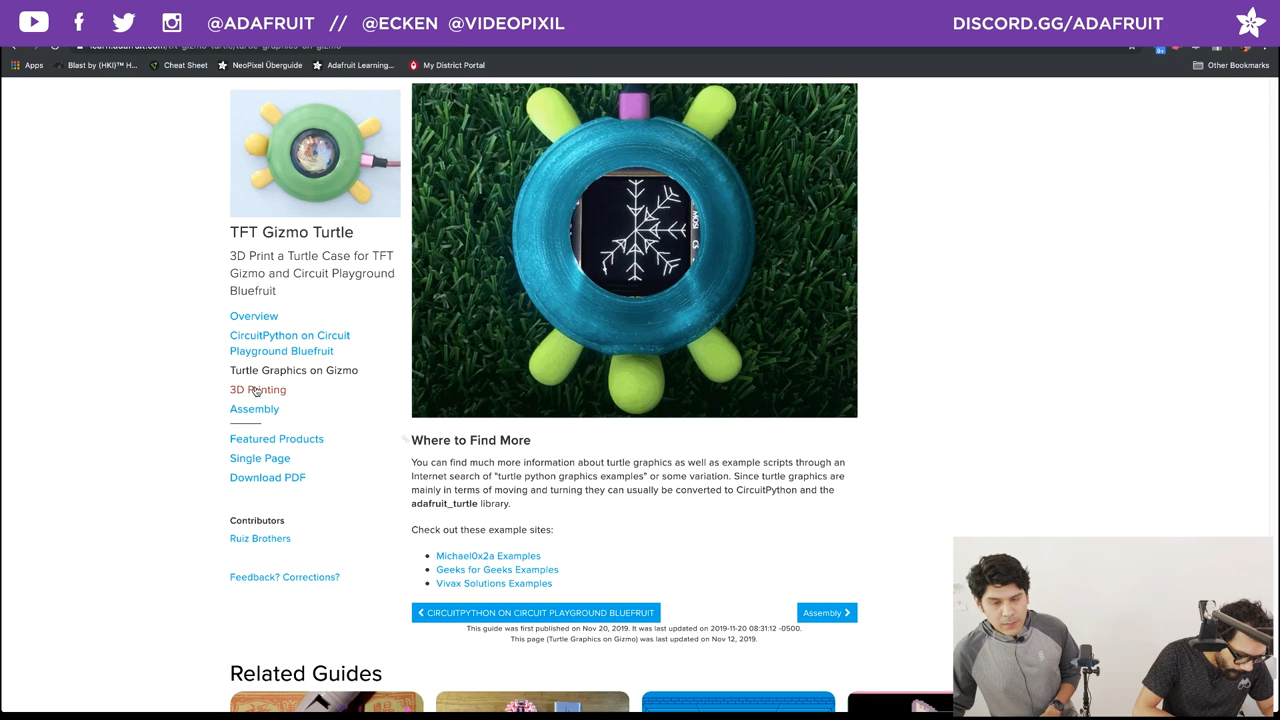 @ADAFRUIT // @ECKEN @VIDEOPIXIL
DISCORD.GG/ADAFRUIT
Apps
Blast by {HK1}™ H...
Cheat Sheet
NeoPixel Überguide
Adafruit Learning...
My District Portal
Other Bookmarks
MOSI CS
TFT Gizmo Turtle
3D Print a Turtle Case for TFT
Gizmo and Circuit Playground
Bluefruit
Overview
CircuitPython on Circuit
Playground Bluefruit
Turtle Graphics on Gizmo
3D Printing
Assembly
Featured Products
Single Page
Download PDF
Contributors
Ruiz Brothers
Feedback? Corrections?
Where to Find More
You can find much more information about turtle graphics as well as example scripts through an
Internet search of "turtle python graphics examples" or some variation. Since turtle graphics are
mainly in terms of moving and turning they can usually be converted to CircuitPython and the
adafruit_turtle library.
Check out these example sites:
Michael0x2a Examples
Geeks for Geeks Examples
Vivax Solutions Examples
CIRCUITPYTHON ON CIRCUIT PLAYGROUND BLUEFRUIT
Assembly
This guide was first published on Nov 20, 2019. It was last updated on 2019-11-20 08:31:12 -0500.
This page (Turtle Graphics on Gizmo) was last updated on Nov 12, 2019.
Related Guides